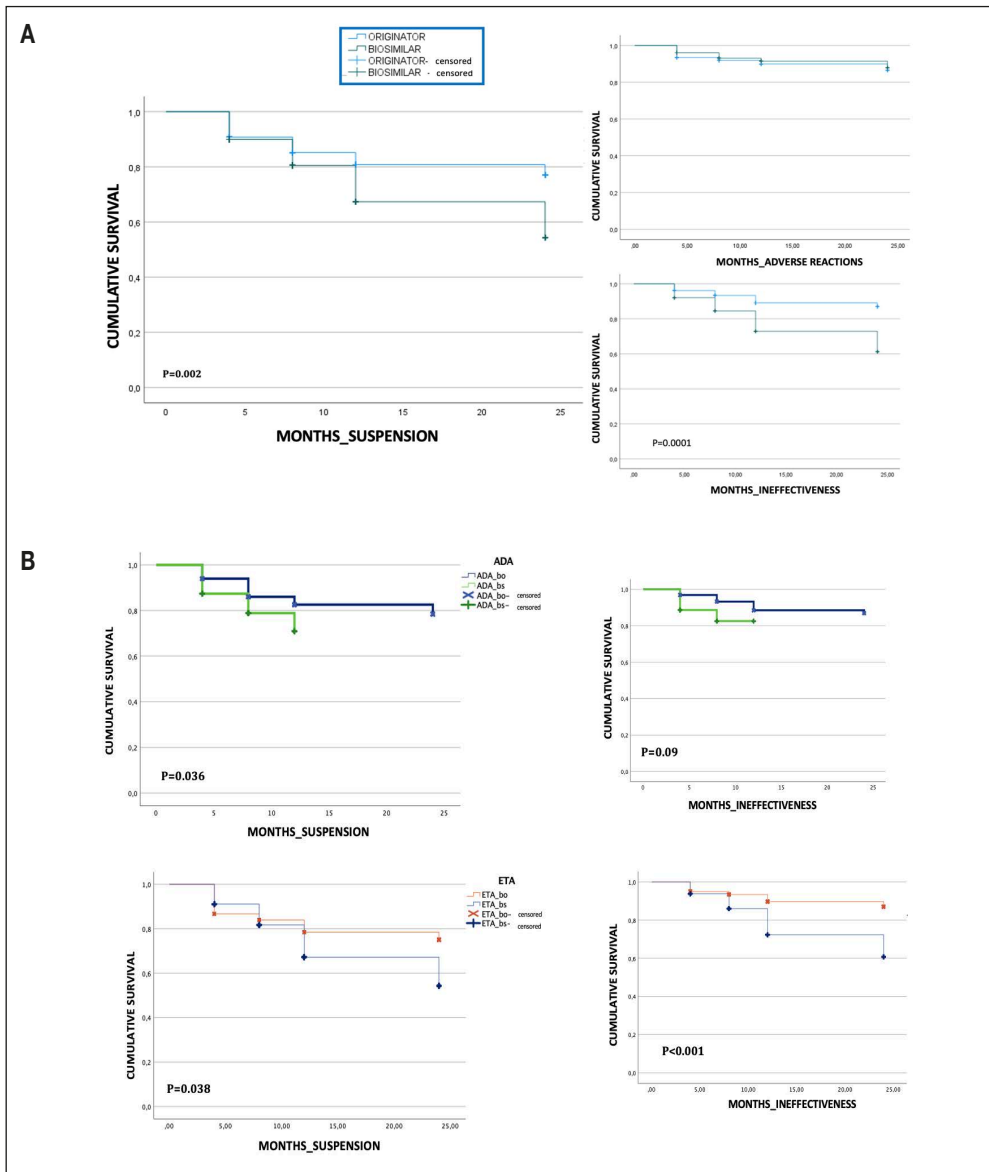 A
ORIGINATOR
BIOSIMILAR
ORIGINATOR- censored
BIOSIMILAR - censored
CUMULATIVE SURVIVAL
1,0
0,8
0,6
0,4
0,2
0,0
P=0.002
0 5 10 15 20 25
MONTHS_SUSPENSION
CUMULATIVE SURVIVAL
1,0
0,8
0,6
0,4
0,2
0,0
,00 5,00 10,00 15,00 20,00 25,00
MONTHS_ADVERSE REACTIONS
CUMULATIVE SURVIVAL
1,0
0,8
0,6
0,4
0,2
0,0
P=0.0001
,00 5,00 10,00 15,00 20,00 25,00
MONTHS_INEFFECTIVENESS
B
ADA
ADA_bo
ADA_bs
ADA_bo- censored
ADA_bs- censored
CUMULATIVE SURVIVAL
1,0
0,8
0,6
0,4
0,2
0,0
P=0.036
0 5 10 15 20 25
MONTHS_SUSPENSION
CUMULATIVE SURVIVAL
1,0
0,8
0,6
0,4
0,2
0,0
P=0.09
0 5 10 15 20 25
MONTHS_INEFFECTIVENESS
ETA
ETA_bo
ETA_bs
ETA_bo- censored
ETA_bs- censored
CUMULATIVE SURVIVAL
1,0
0,8
0,6
0,4
0,2
0,0
P=0.038
,00 5,00 10,00 15,00 20,00 25,00
MONTHS_SUSPENSION
CUMULATIVE SURVIVAL
1,0
0,8
0,6
0,4
0,2
0,0
P<0.001
,00 5,00 10,00 15,00 20,00 25,00
MONTHS_INEFFECTIVENESS